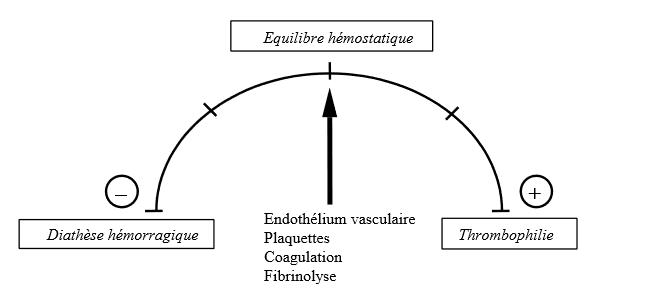 Equilibre hémostatique
−
+
Diathèse hémorragique
Thrombophilie
Endothélium vasculaire
Plaquettes
Coagulation
Fibrinolyse